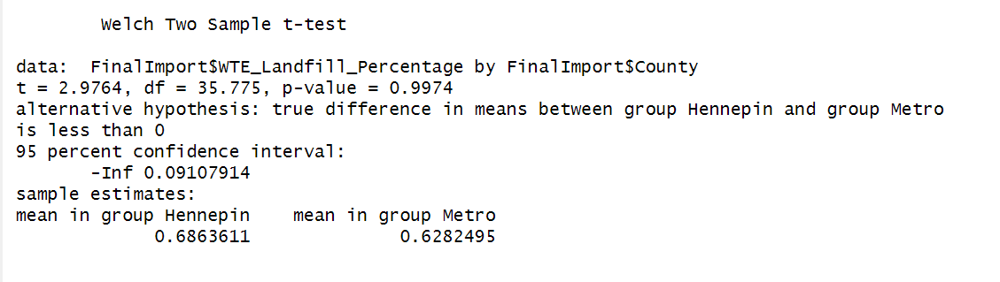 Welch Two Sample t-test
data:  FinalImport$WTE_Landfill_Percentage by FinalImport$County
t = 2.9764, df = 35.775, p-value = 0.9974
alternative hypothesis: true difference in means between group Hennepin and group Metro
is less than 0
95 percent confidence interval:
-Inf 0.09107914
sample estimates:
mean in group Hennepin    mean in group Metro
0.6863611              0.6282495